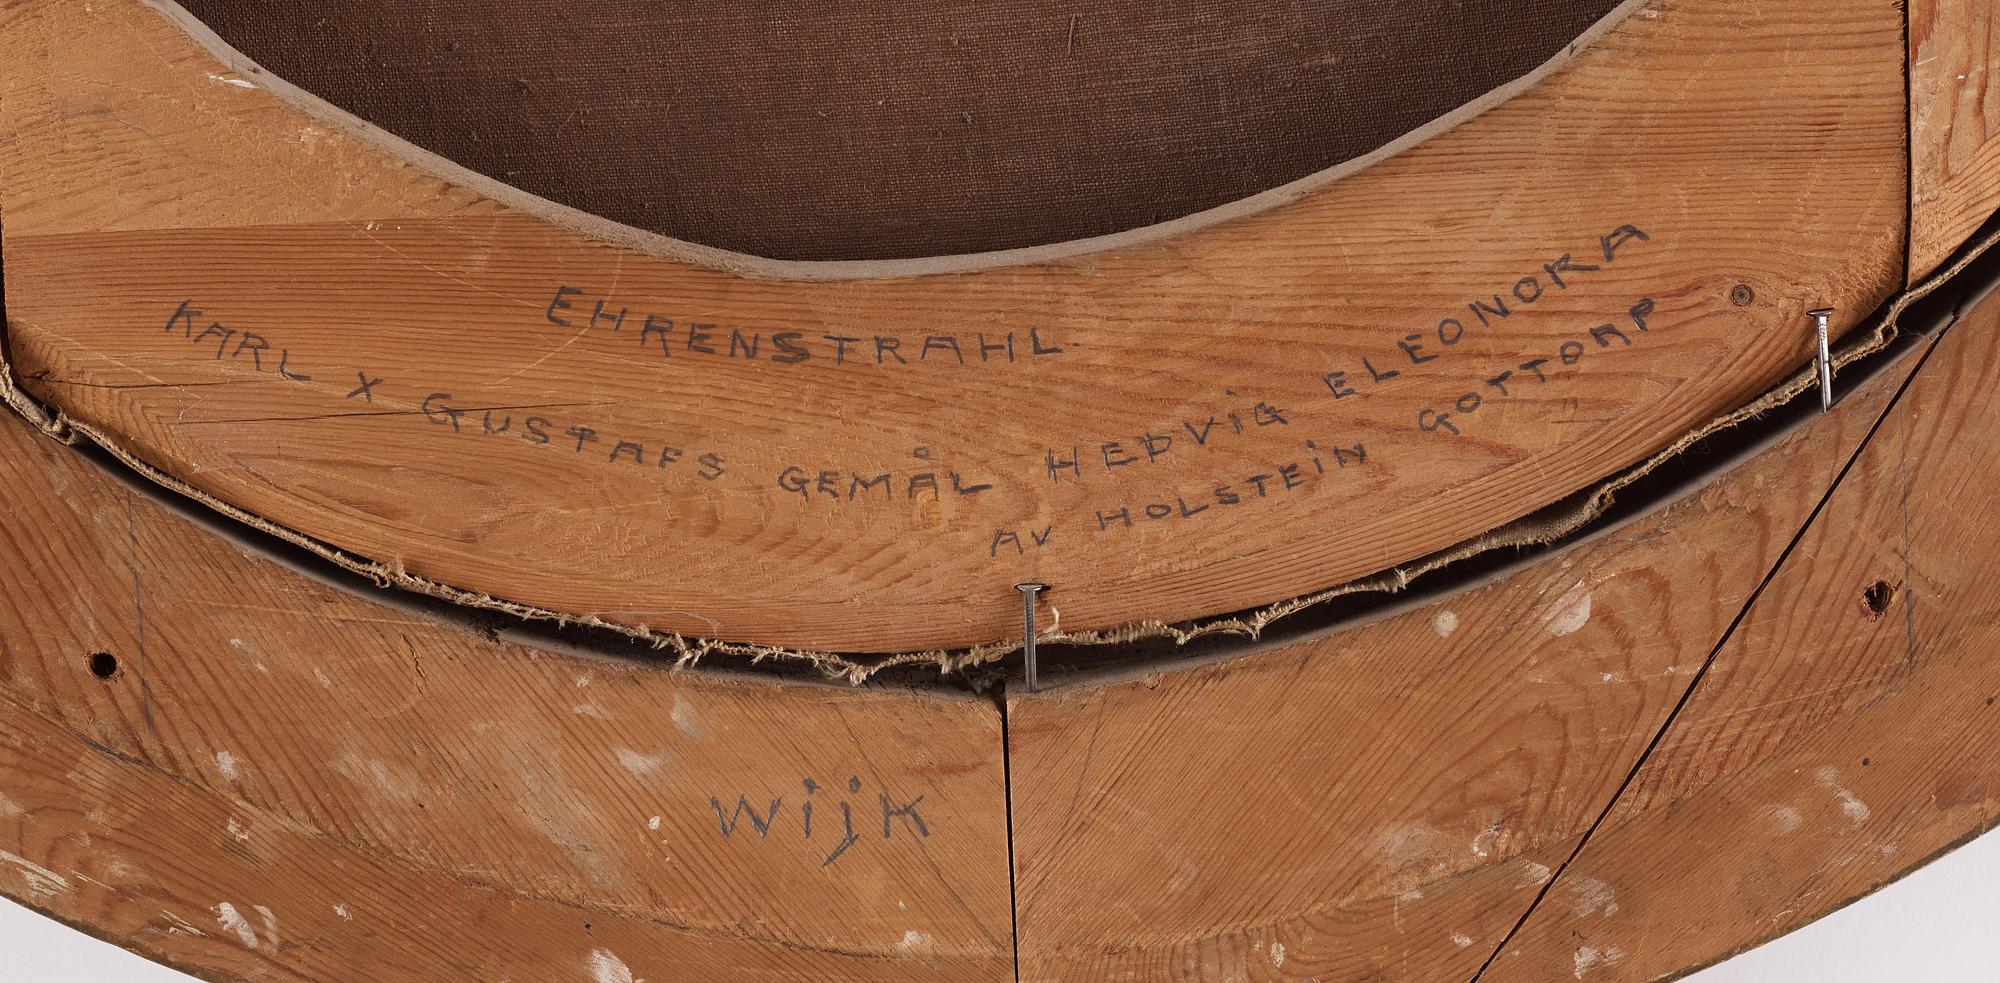 EHRENSTRAHL.
KARL X GUSTAFS GEMÅL HEDVIG ELEONORA
AV HOLSTEIN GOTTORP
Wijk